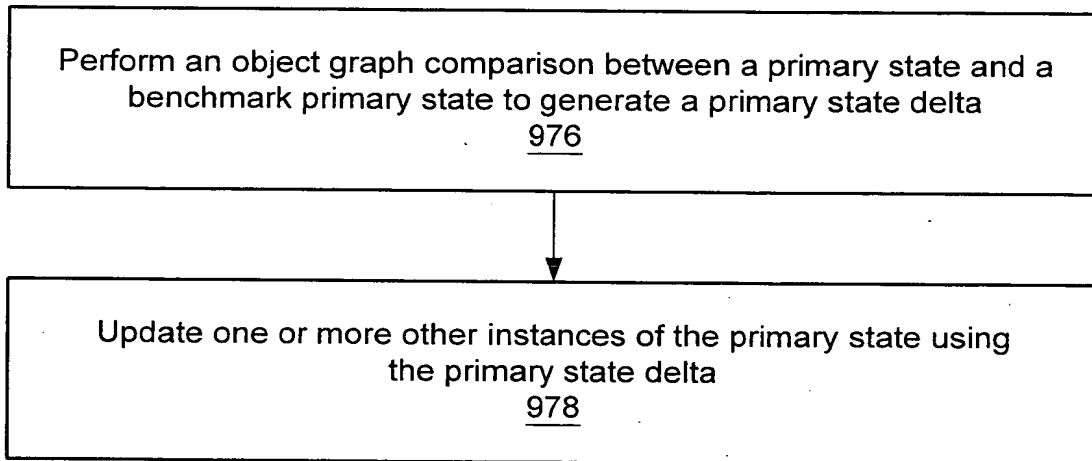 Perform an object graph comparison between a primary state and a
benchmark primary state to generate a primary state delta
976
Update one or more other instances of the primary state using
the primary state delta
978